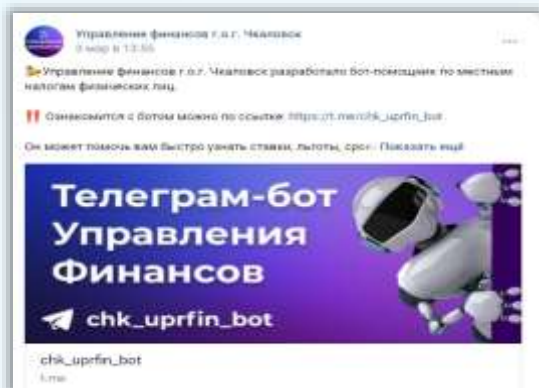 Управление финансов г.о.г. Чкаловск
3 мар в 13:55
Управление финансов г.о.г. Чкаловск разработало бот-помощник по местным
налогам физических лиц.
Ознакомится с ботом можно по ссылке: https://t.me/chk_uprfin_bot
Он может помочь вам быстро узнать ставки, льготы, срок Показать ещё
Телеграм-бот
Управления
Финансов
chk_uprfin_bot
chk_uprfin_bot
t.me